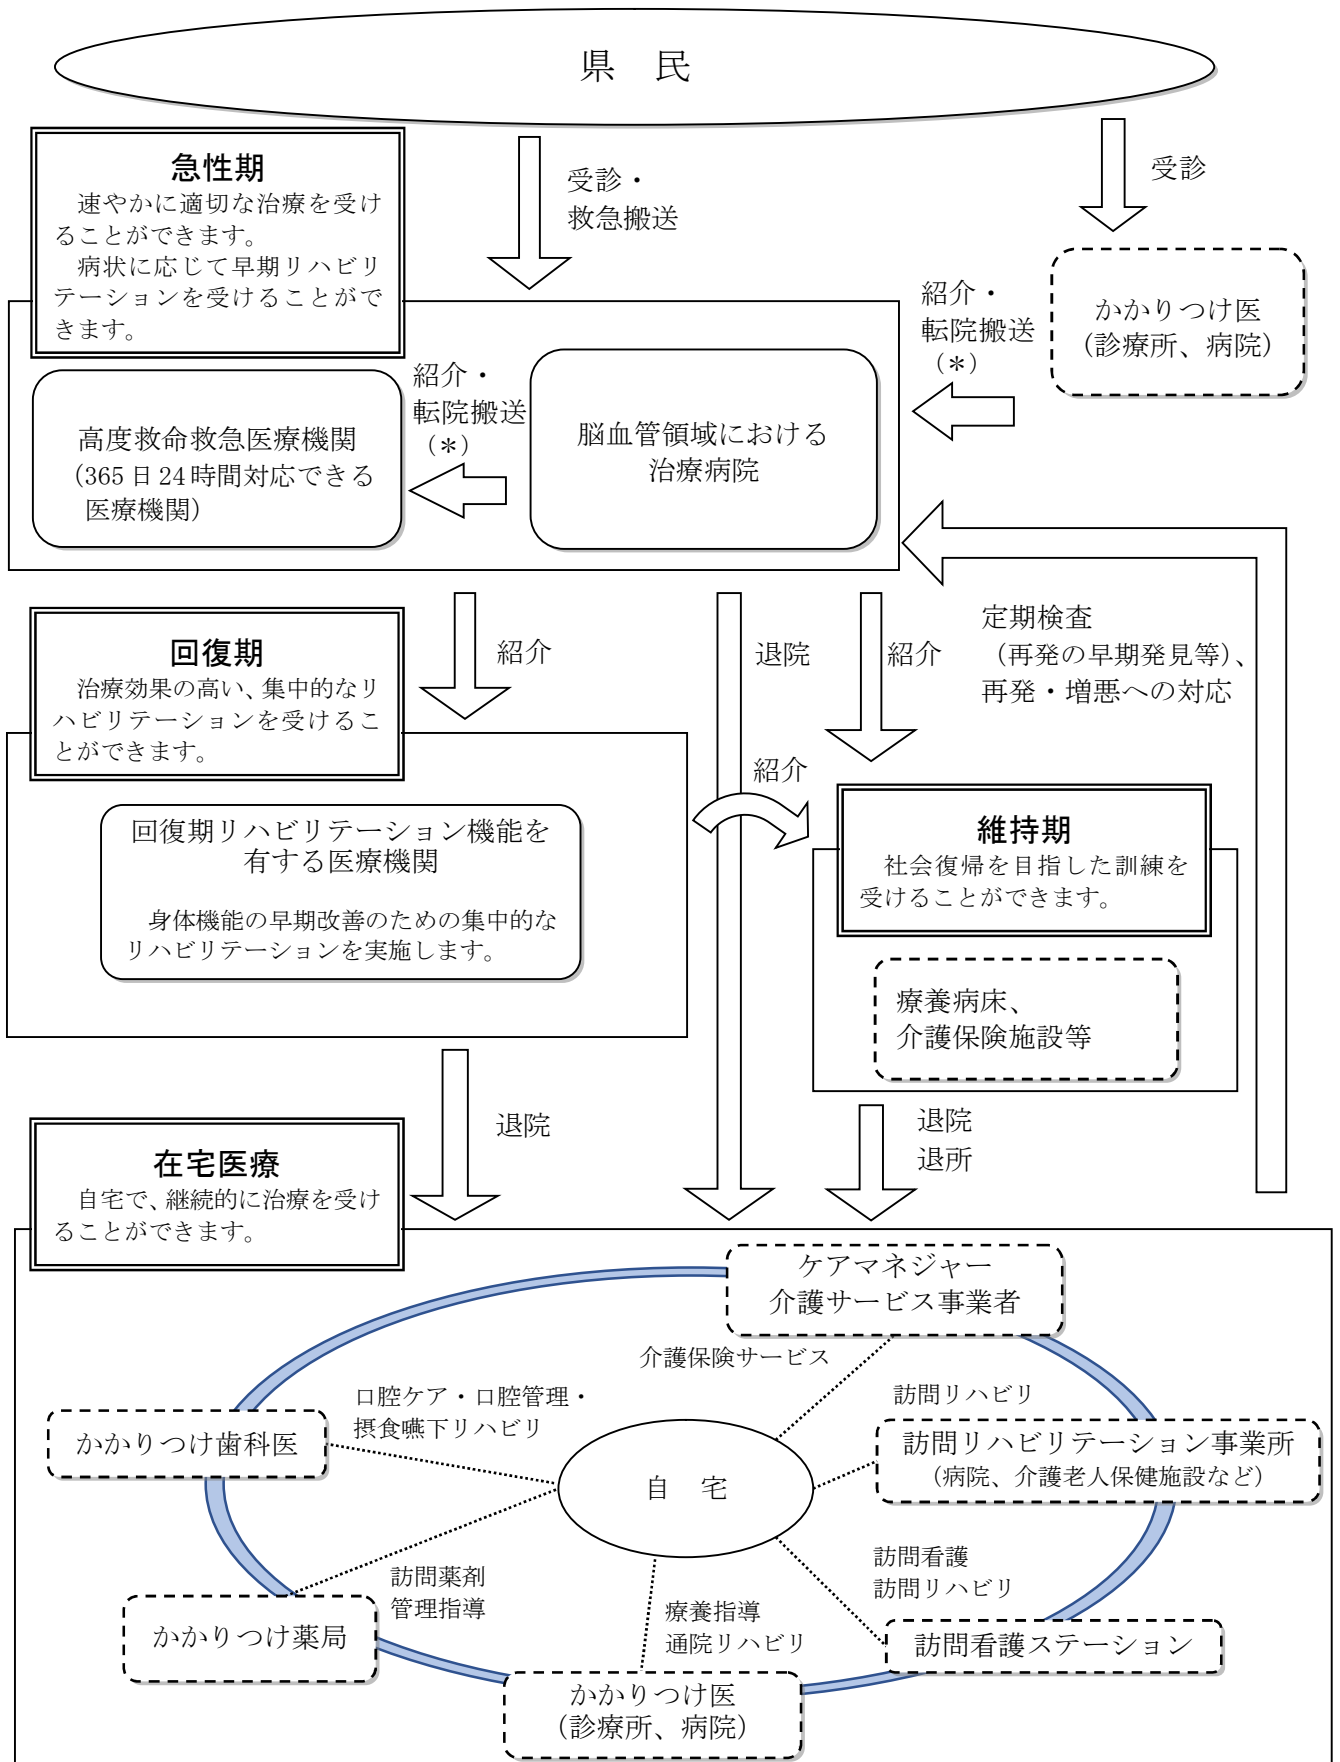 県　民
急性期
速やかに適切な治療を受け
ることができます。
病状に応じて早期リハビリ
テーションを受けることがで
きます。
受診・
救急搬送
受診
かかりつけ医
（診療所、病院）
紹介・
転院搬送
（＊）
紹介・
転院搬送
（＊）
高度救命救急医療機関
（365日24時間対応できる
医療機関）
脳血管領域における
治療病院
回復期
治療効果の高い、集中的なリ
ハビリテーションを受けるこ
とができます。
紹介
退院
紹介
定期検査
（再発の早期発見等）、
再発・増悪への対応
紹介
回復期リハビリテーション機能を
有する医療機関
身体機能の早期改善のための集中的な
リハビリテーションを実施します。
維持期
社会復帰を目指した訓練を
受けることができます。
療養病床、
介護保険施設等
退院
退院
退所
在宅医療
自宅で、継続的に治療を受け
ることができます。
ケアマネジャー
介護サービス事業者
介護保険サービス
口腔ケア・口腔管理・
摂食嚥下リハビリ
訪問リハビリ
かかりつけ歯科医
訪問リハビリテーション事業所
（病院、介護老人保健施設など）
自　宅
訪問薬剤
管理指導
訪問看護
訪問リハビリ
療養指導
通院リハビリ
かかりつけ薬局
訪問看護ステーション
かかりつけ医
（診療所、病院）